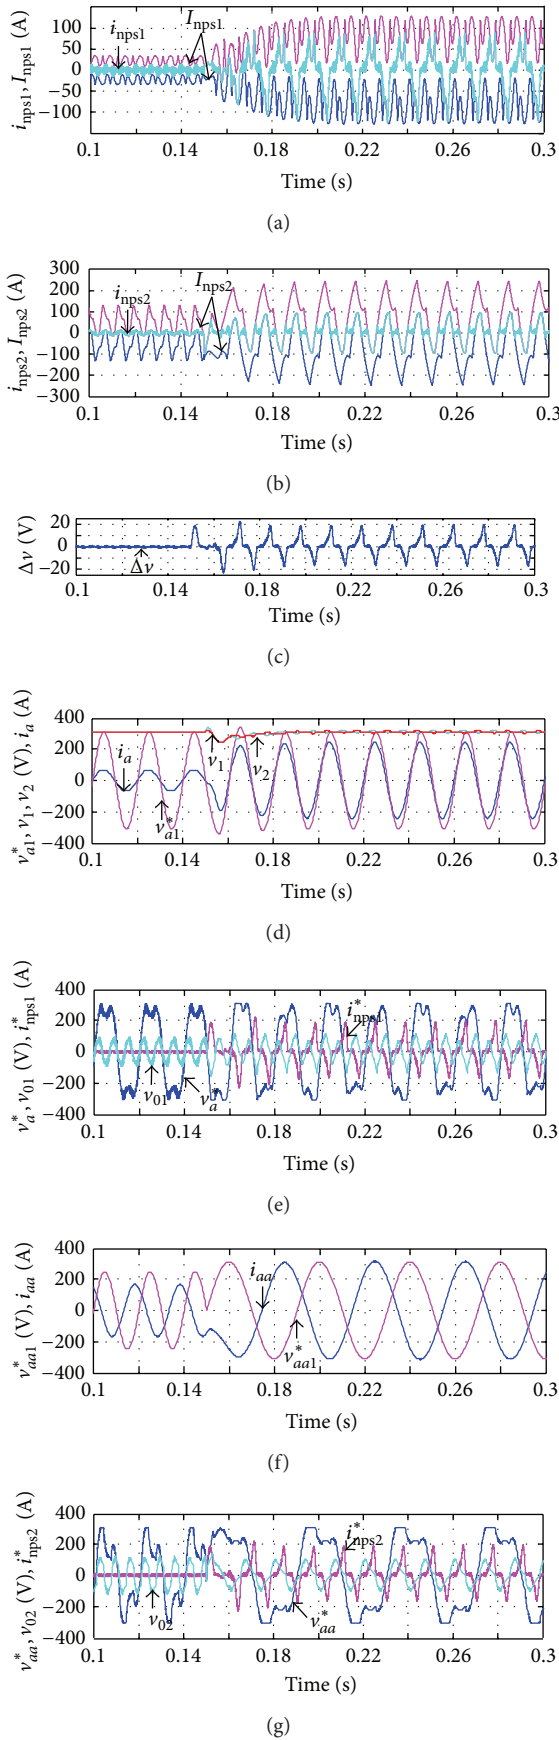 i_nps1, I_nps1 (A)
100
50
0
−50
−100
i_nps1
I_nps1
0.1 0.14 0.18 0.22 0.26 0.3
Time (s)
(a)
i_nps2, I_nps2 (A)
300
200
100
0
−100
−200
−300
i_nps2
I_nps2
0.1 0.14 0.18 0.22 0.26 0.3
Time (s)
(b)
Δv (V)
20
0
−20
Δv
0.1 0.14 0.18 0.22 0.26 0.3
Time (s)
(c)
v*_a1, v_1, v_2 (V), i_a (A)
400
200
0
−200
−400
i_a
v*_a1
v_1
v_2
0.1 0.14 0.18 0.22 0.26 0.3
Time (s)
(d)
v*_a, v_01 (V), i*_nps1 (A)
400
200
0
−200
−400
i*_nps1
v_01
v*_a
0.1 0.14 0.18 0.22 0.26 0.3
Time (s)
(e)
v*_aa1 (V), i_aa (A)
400
200
0
−200
−400
i_aa
v*_aa1
0.1 0.14 0.18 0.22 0.26 0.3
Time (s)
(f)
v*_aa, v_02 (V), i*_nps2 (A)
400
200
0
−200
−400
i*_nps2
v_02
v*_aa
0.1 0.14 0.18 0.22 0.26 0.3
Time (s)
(g)